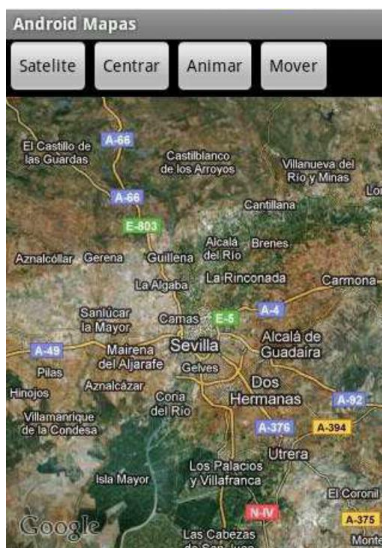 Android Mapas
Satelite
Centrar
Animar
Mover
A-66
El Castillo de
las Guardas
Castilblanco
de los Arroyos
Villanueva del
Río y Minas
A-66
Cantillana
E-803
Alcalá
del Río
Brenes
Aznalcóllar
Gerena
Guillena
La Algaba
La Rinconada
Carmona
Sanlúcar
la Mayor
Camas
E-5
A-4
A-49
Mairena
del Aljarafe
Sevilla
Alcalá de
Guadaira
Pilas
Gelves
Hinojos
Aznalcázar
Dos
Hermanas
A-92
Coria
del Río
Villamanrique
de la Condesa
A-376
A-394
Utrera
Los Palacios
y Villafranca
Isla Mayor
El Coronil
N-IV
A-375
Google
Las Cabezas